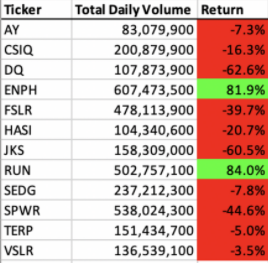 Ticker Total Daily Volume Return
AY 83,079,900 -7.3%
CSIQ 200,879,900 -16.3%
DQ 107,873,900 -62.6%
ENPH 607,473,500 81.9%
FSLR 478,113,900 -39.7%
HASI 104,340,600 -20.7%
JKS 158,309,000 -60.5%
RUN 502,757,100 84.0%
SEDG 237,212,300 -7.8%
SPWR 538,024,300 -44.6%
TERP 151,434,700 -5.0%
VSLR 136,539,100 -3.5%